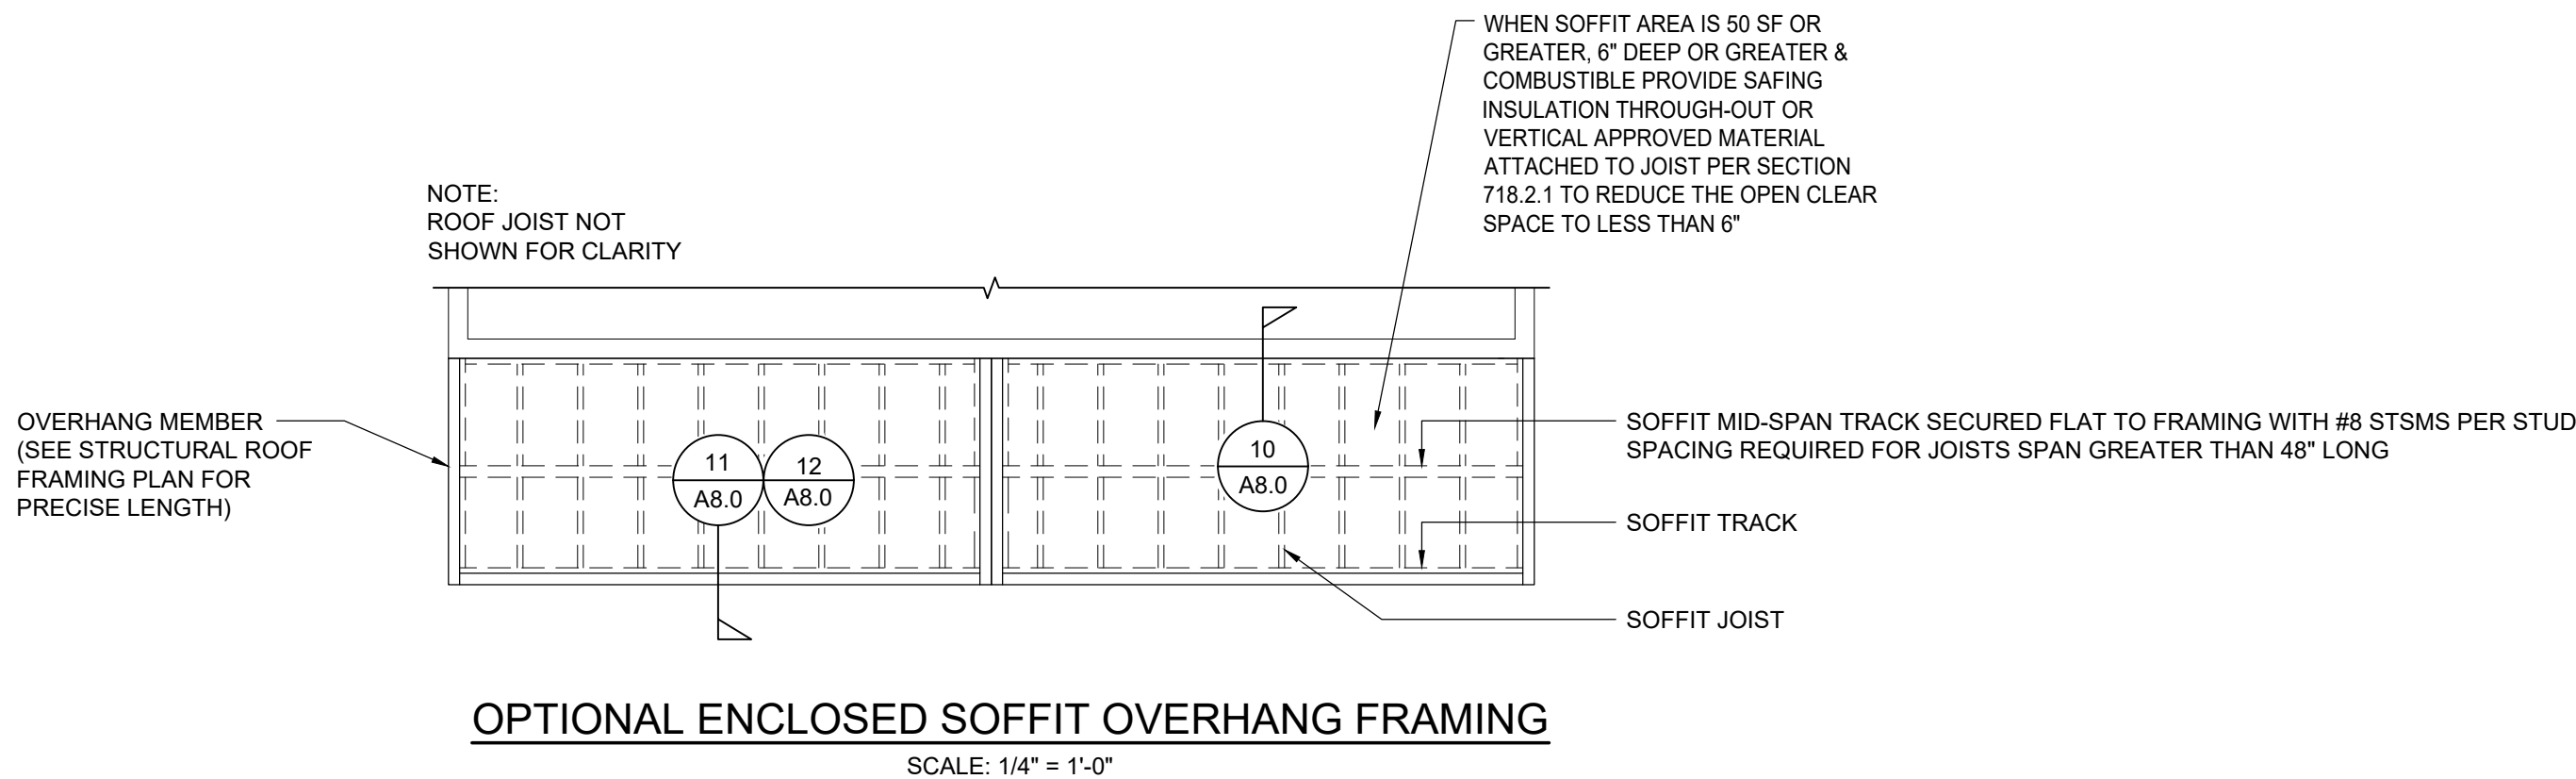 WHEN SOFFIT AREA IS 50 SF OR
GREATER, 6" DEEP OR GREATER &
COMBUSTIBLE PROVIDE SAFING
INSULATION THROUGH-OUT OR
VERTICAL APPROVED MATERIAL
ATTACHED TO JOIST PER SECTION
718.2.1 TO REDUCE THE OPEN CLEAR
SPACE TO LESS THAN 6"
NOTE:
ROOF JOIST NOT
SHOWN FOR CLARITY
OVERHANG MEMBER
(SEE STRUCTURAL ROOF
FRAMING PLAN FOR
PRECISE LENGTH)
11
A8.0
12
A8.0
10
A8.0
SOFFIT MID-SPAN TRACK SECURED FLAT TO FRAMING WITH #8 STSMS PER STUD
SPACING REQUIRED FOR JOISTS SPAN GREATER THAN 48" LONG
SOFFIT TRACK
SOFFIT JOIST
OPTIONAL ENCLOSED SOFFIT OVERHANG FRAMING
SCALE: 1/4" = 1'-0"